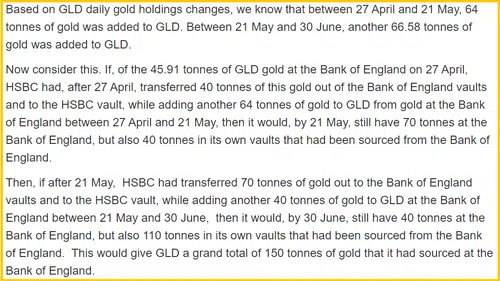 Based on GLD daily gold holdings changes, we know that between 27 April and 21 May, 64
tonnes of gold was added to GLD. Between 21 May and 30 June, another 66.58 tonnes of
gold was added to GLD.
Now consider this. If, of the 45.91 tonnes of GLD gold at the Bank of England on 27 April,
HSBC had, after 27 April, transferred 40 tonnes of this gold out of the Bank of England vaults
and to the HSBC vault, while adding another 64 tonnes of gold to GLD from gold at the Bank
of England between 27 April and 21 May, then it would, by 21 May, still have 70 tonnes at the
Bank of England, but also 40 tonnes in its own vaults that had been sourced from the Bank of
England.
Then, if after 21 May,  HSBC had transferred 70 tonnes of gold out to the Bank of England
vaults and to the HSBC vault, while adding another 40 tonnes of gold to GLD at the Bank of
England between 21 May and 30 June,  then it would, by 30 June, still have 40 tonnes at the
Bank of England, but also 110 tonnes in its own vaults that had been sourced from the Bank
of England.  This would give GLD a grand total of 150 tonnes of gold that it had sourced at the
Bank of England.